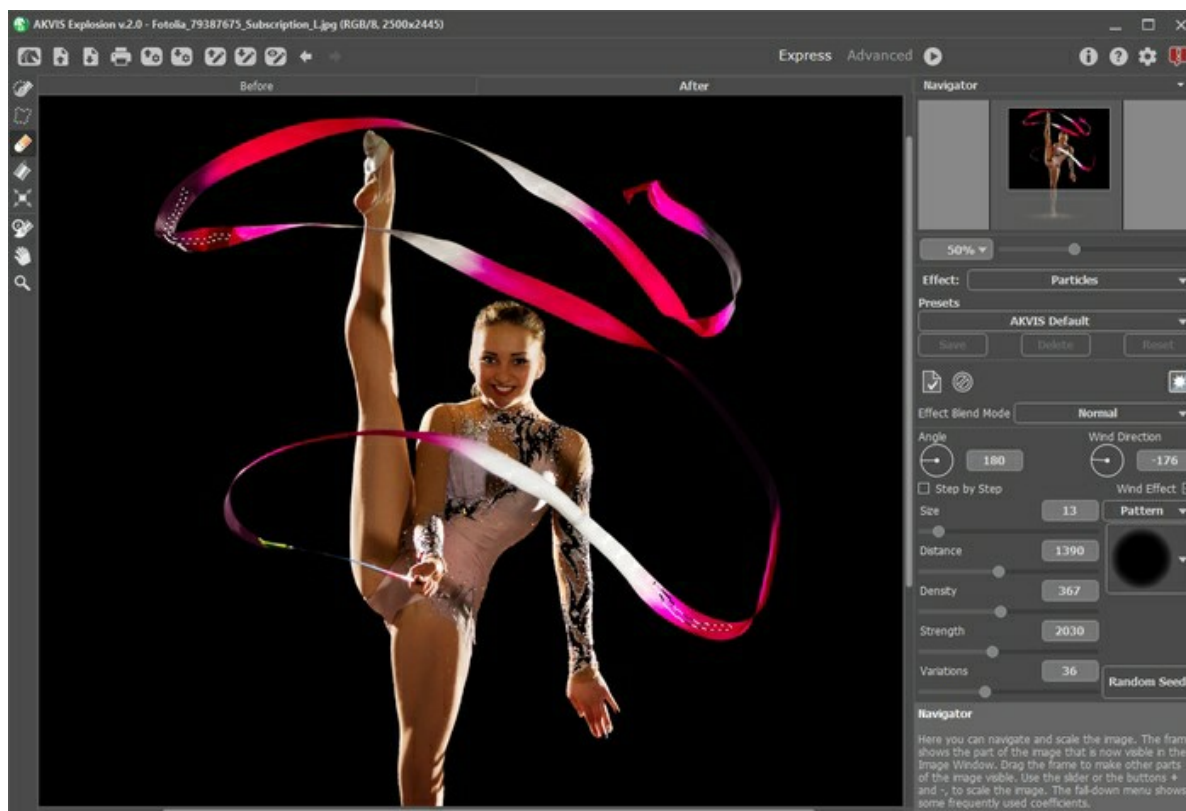 AKVIS Explosion v.2.0 - Fotolia_79387675_Subscription_L.jpg (RGB/8, 2500x2445)
Express Advanced
Before After
Navigator
50%
Effect: Particles
Presets
AKVIS Default
Save Delete Reset
Effect Blend Mode Normal
Angle Wind Direction
180 -176
Step by Step Wind Effect
Size 13 Pattern
Distance 1390
Density 367
Strength 2030
Variations 36 Random Seed
Navigator
Here you can navigate and scale the image. The frame
shows the part of the image that is now visible in the
Image Window. Drag the frame to make other parts
of the image visible. Use the slider or the buttons +
and -, to scale the image. The fall-down menu shows
some frequently used coefficients.